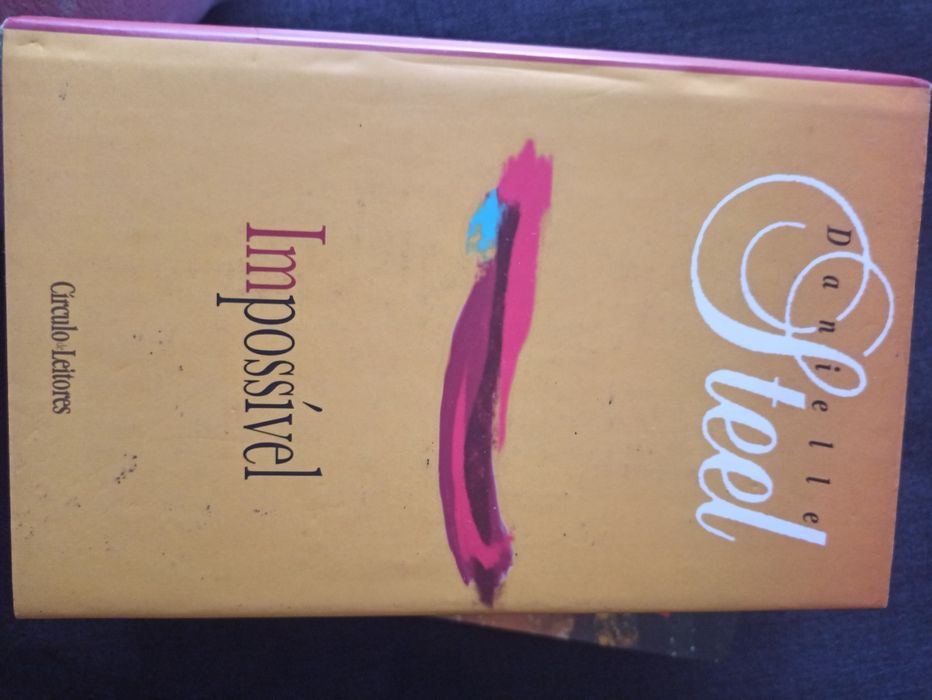 Danielle
Steel
Impossível
Círculo de Leitores